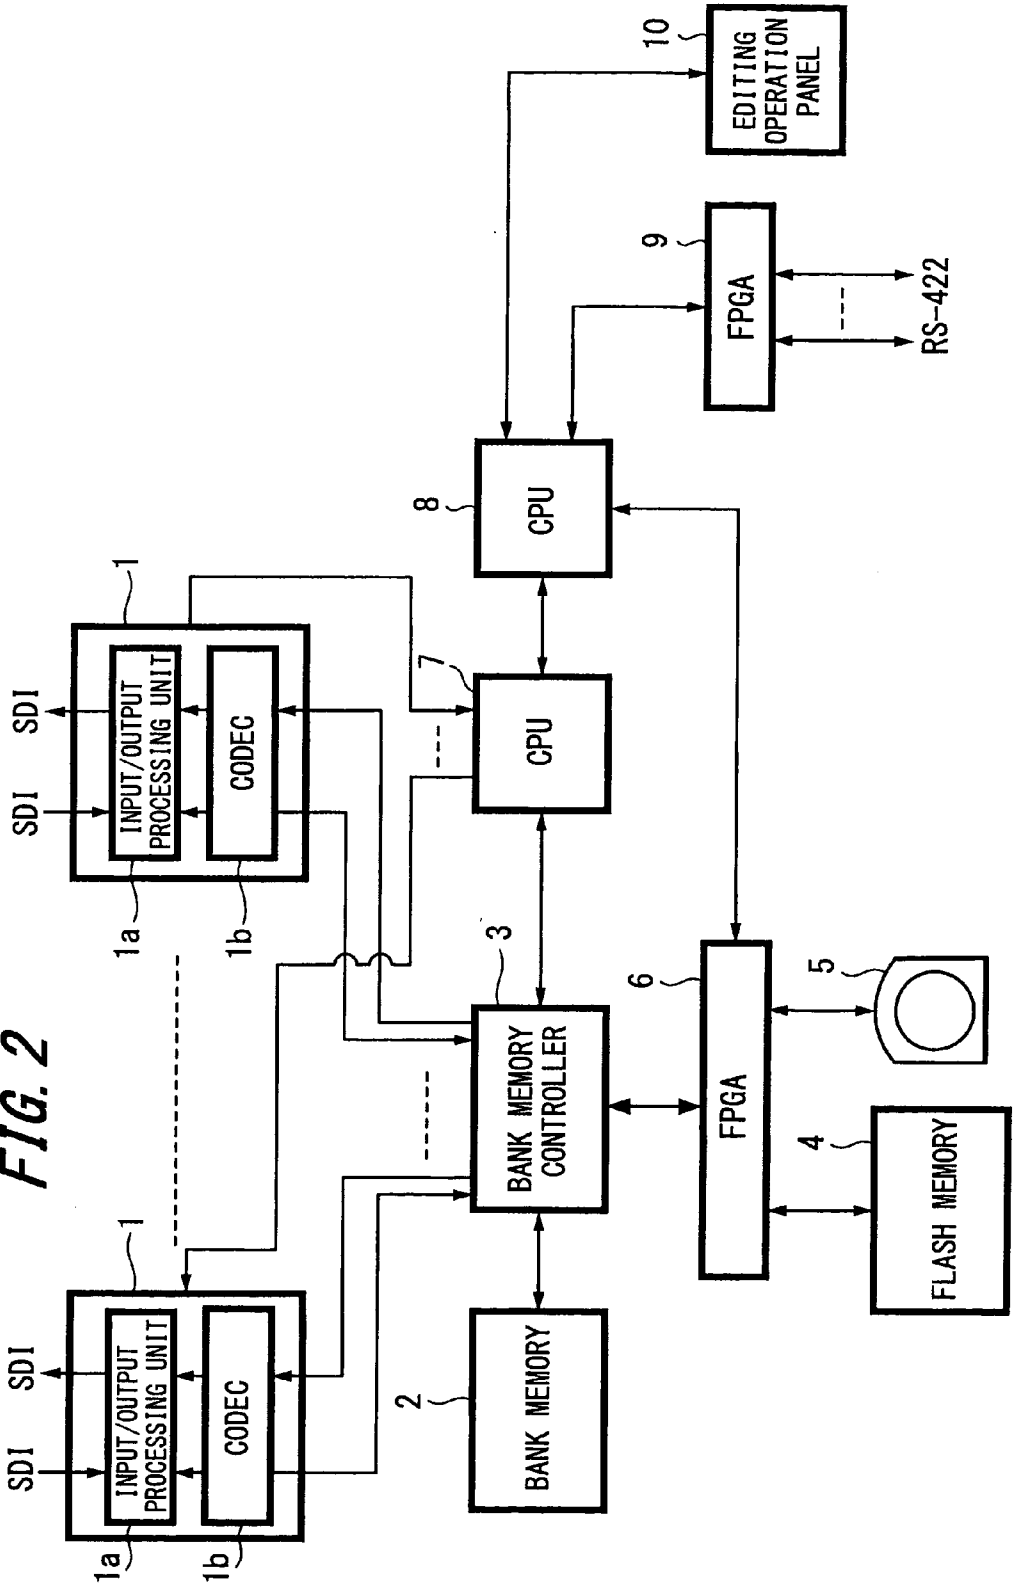 FIG. 2
SDI
SDI
SDI
SDI
1
1
INPUT/OUTPUT
PROCESSING UNIT
CODEC
1a
1b
INPUT/OUTPUT
PROCESSING UNIT
CODEC
1a
1b
2
BANK MEMORY
3
BANK MEMORY
CONTROLLER
7
CPU
8
CPU
6
FPGA
4
FLASH MEMORY
5
9
FPGA
RS-422
10
EDITING
OPERATION
PANEL